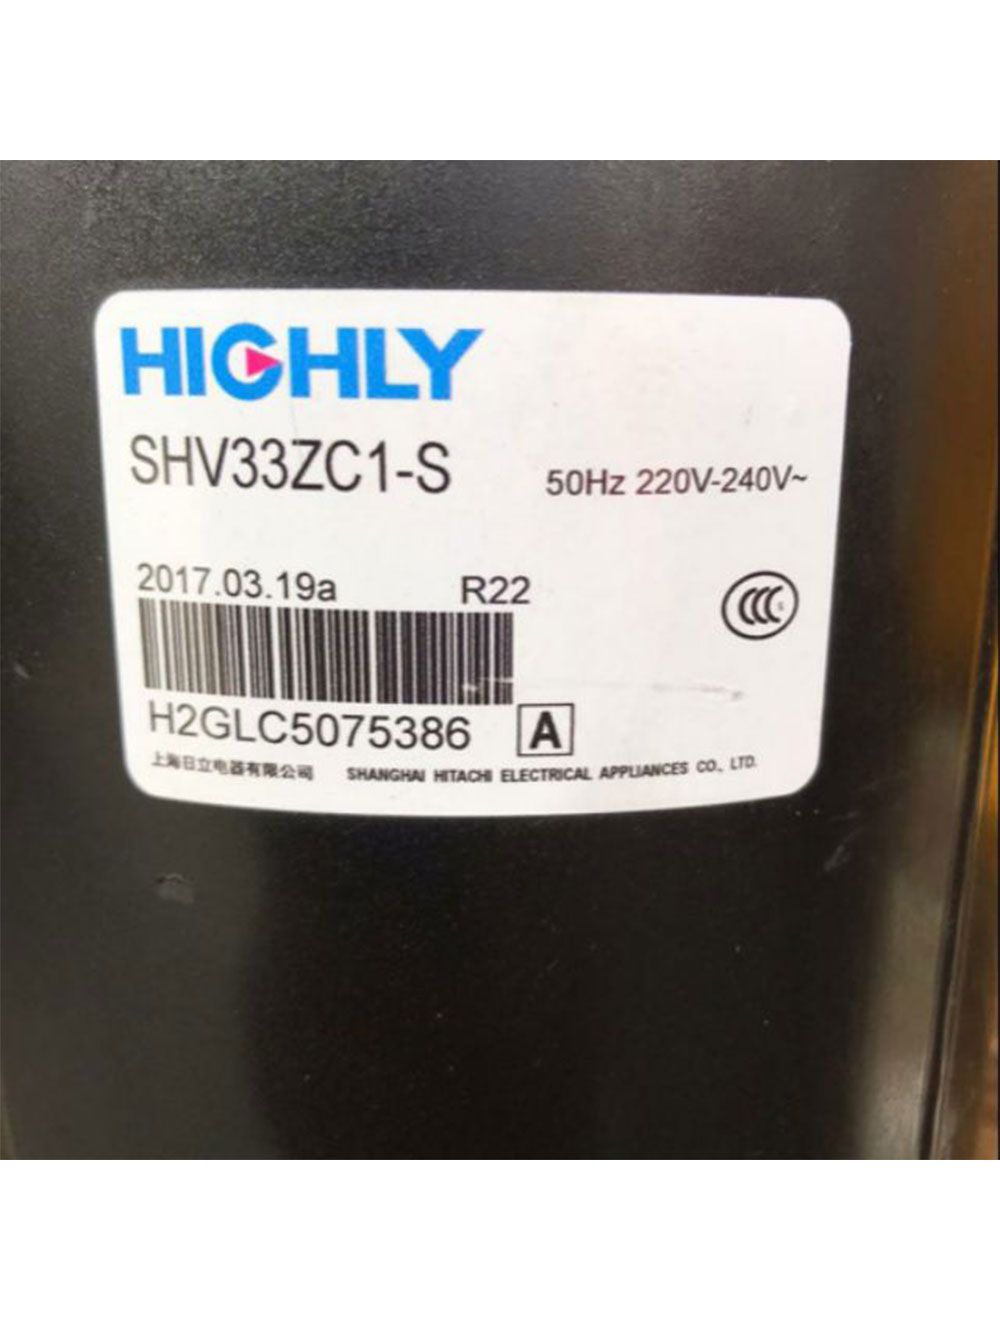 HIGHLY
SHV33ZC1-S 50Hz 220V-240V~
2017.03.19a R22
CCC S
H2GLC5075386 A
上海日立电器有限公司 SHANGHAI HITACHI ELECTRICAL APPLIANCES CO., LTD.